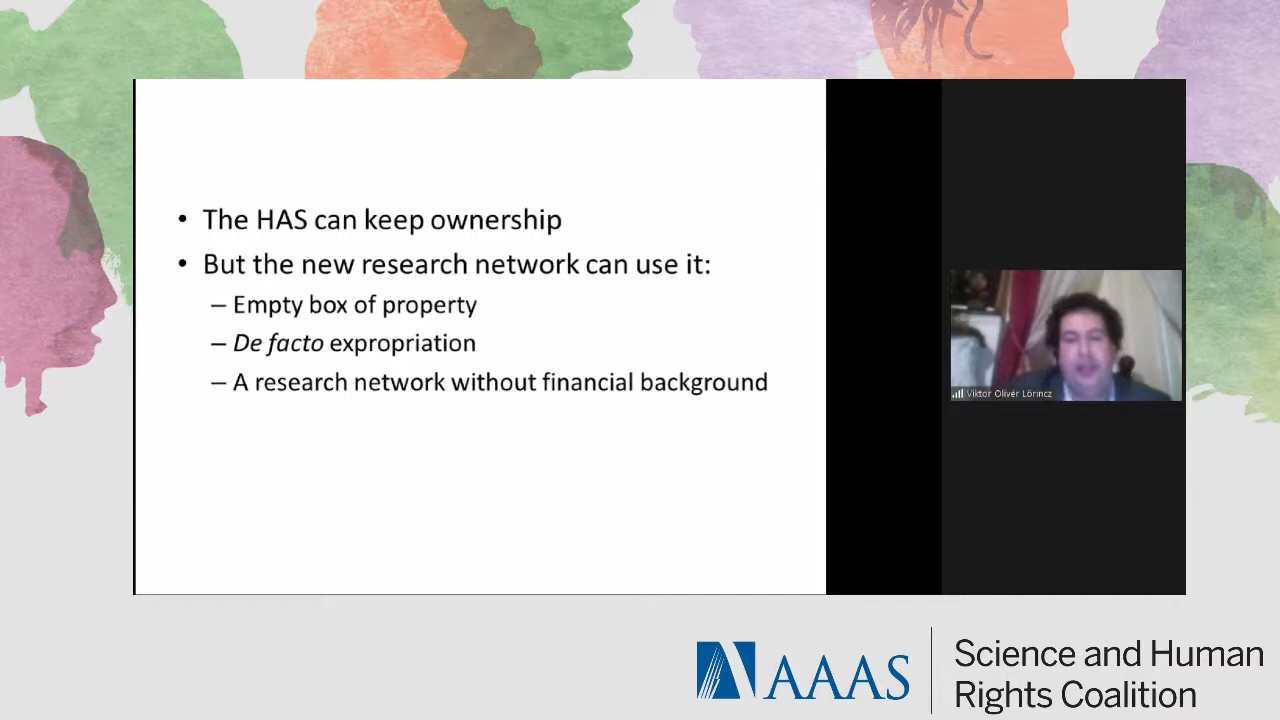 • The HAS can keep ownership
• But the new research network can use it:
– Empty box of property
– De facto expropriation
– A research network without financial background
Viktor Olivér Lörincz
AAAS
Science and Human
Rights Coalition